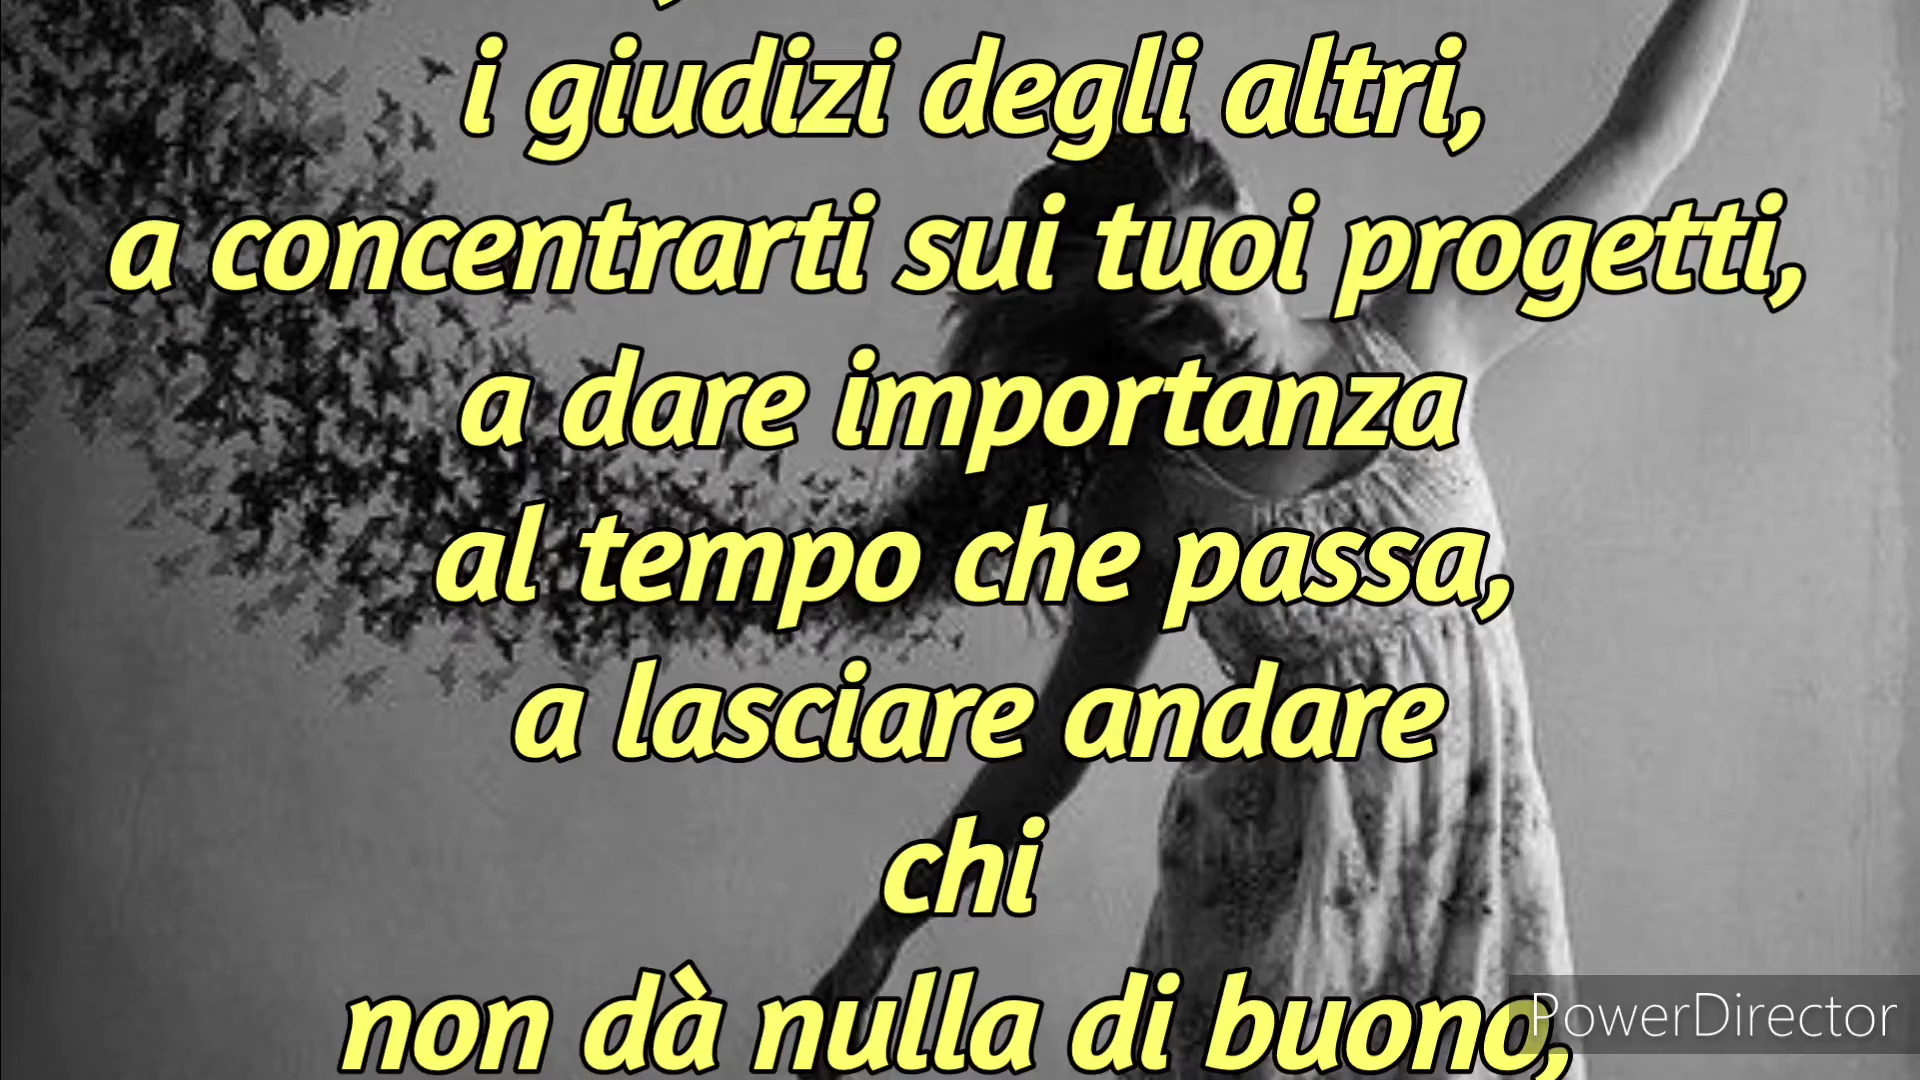 i giudizi degli altri,
a concentrarti sui tuoi progetti,
a dare importanza
al tempo che passa,
a lasciare andare
chi
non dà nulla di buono,
PowerDirector